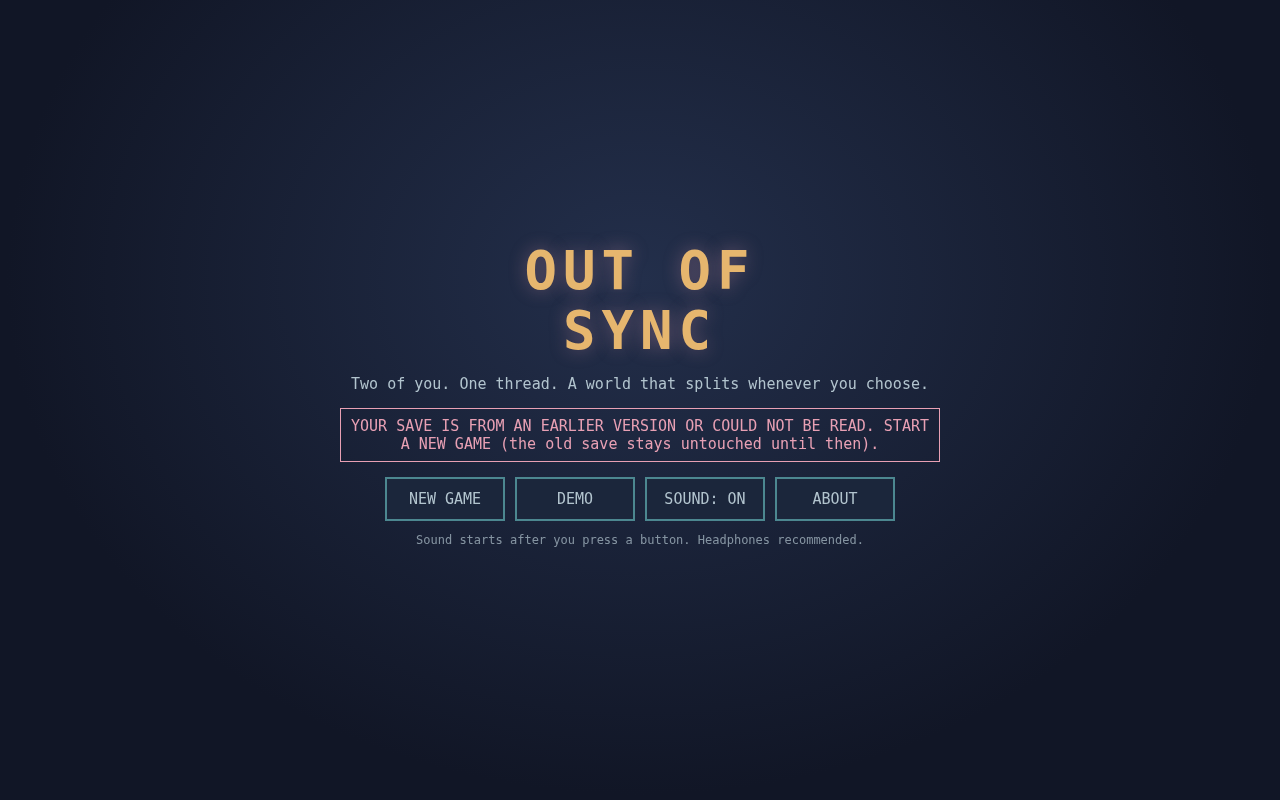 OUT OF
SYNC
Two of you. One thread. A world that splits whenever you choose.
YOUR SAVE IS FROM AN EARLIER VERSION OR COULD NOT BE READ. START
A NEW GAME (the old save stays untouched until then).
NEW GAME DEMO SOUND: ON ABOUT
Sound starts after you press a button. Headphones recommended.